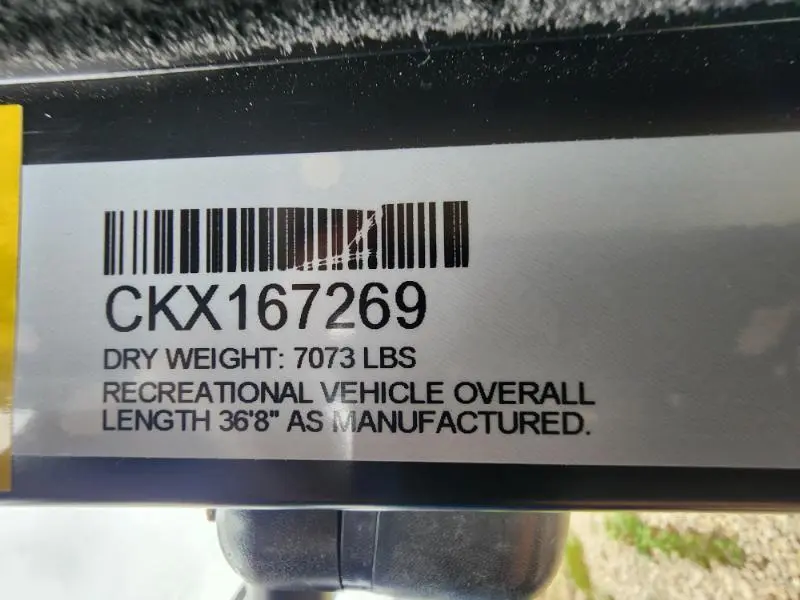 CKX167269
DRY WEIGHT: 7073 LBS
RECREATIONAL VEHICLE OVERALL
LENGTH 36'8" AS MANUFACTURED.